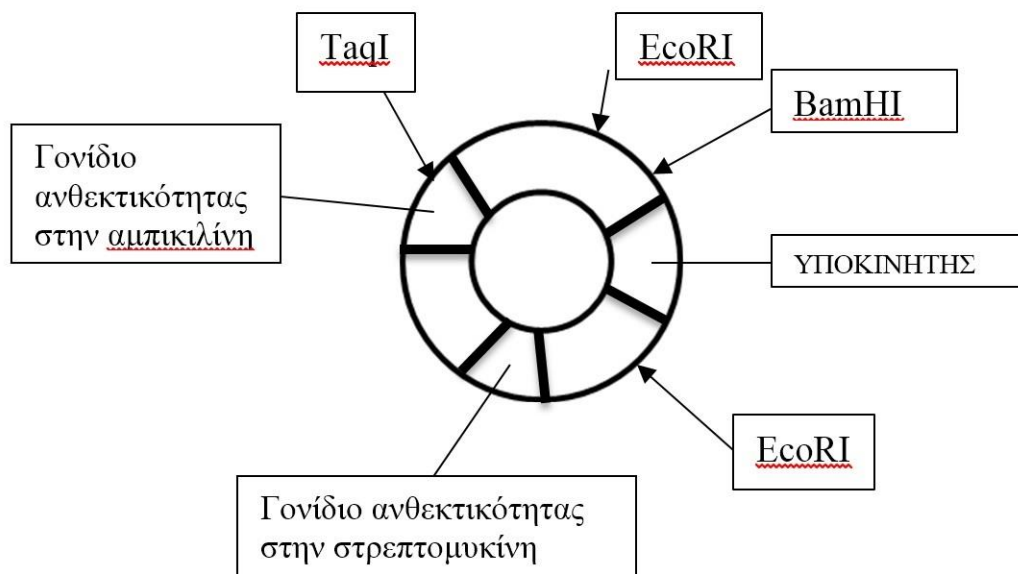 TaqI
EcoRI
BamHI
Γονίδιο
ανθεκτικότητας
στην αμπικιλίνη
ΥΠΟΚΙΝΗΤΗΣ
EcoRI
Γονίδιο ανθεκτικότητας
στην στρεπτομυκίνη